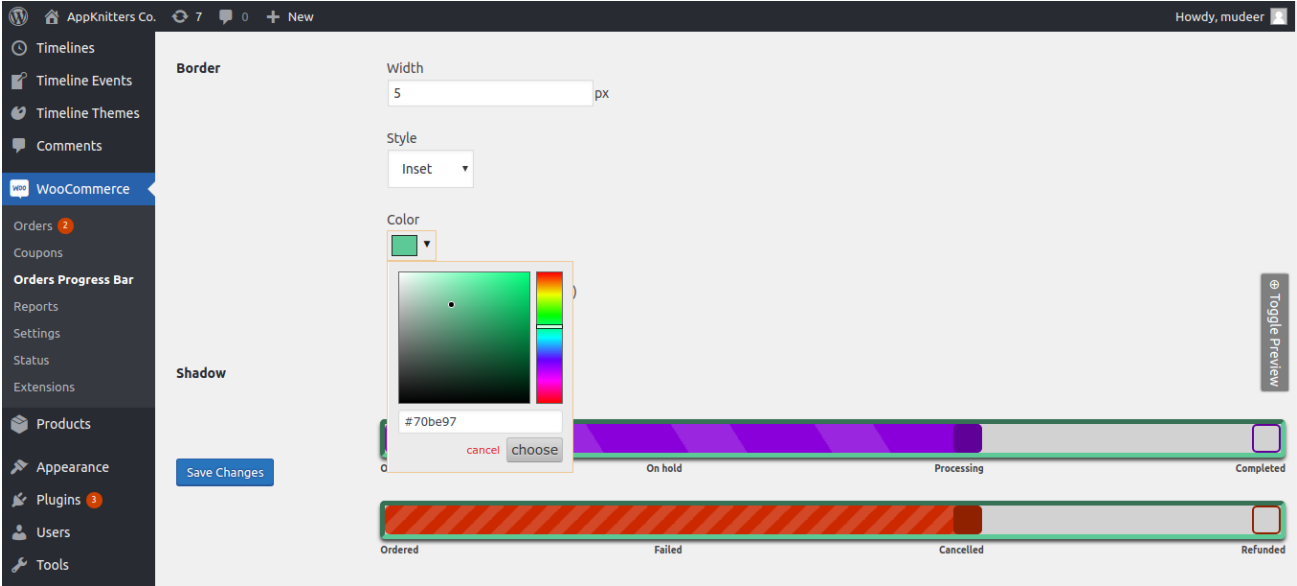 AppKnitters Co. 7 0 + New Howdy, mudeer
Timelines
Timeline Events
Timeline Themes
Comments
WOO WooCommerce
Orders 2
Coupons
Orders Progress Bar
Reports
Settings
Status
Extensions
Products
Appearance
Plugins 3
Users
Tools
Border
Width
5 px
Style
Inset
Color
)
#70be97
cancel choose
Shadow
Save Changes
Toggle Preview
O On hold Processing Completed
Ordered Failed Cancelled Refunded